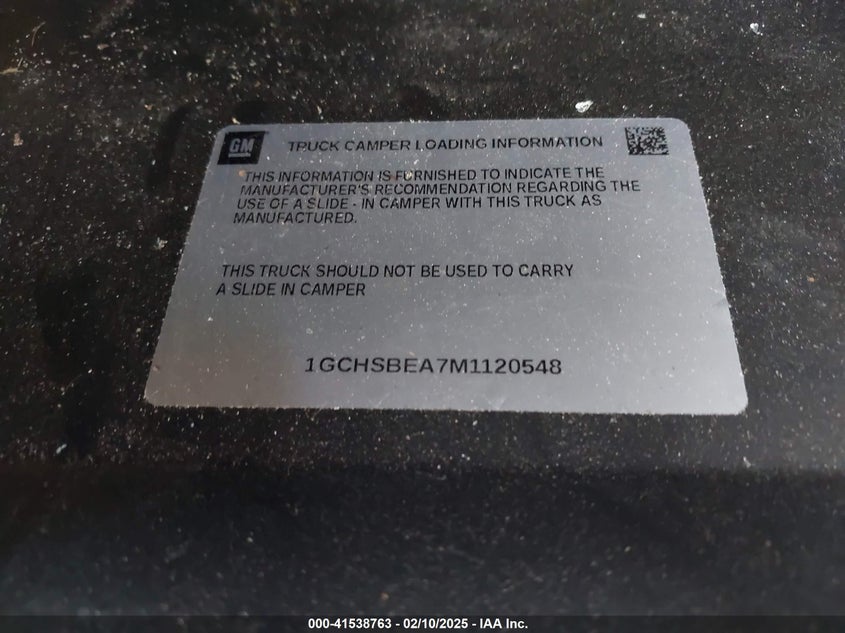 GM
TRUCK CAMPER LOADING INFORMATION
THIS INFORMATION IS FURNISHED TO INDICATE THE
MANUFACTURER'S RECOMMENDATION REGARDING THE
USE OF A SLIDE - IN CAMPER WITH THIS TRUCK AS
MANUFACTURED.
THIS TRUCK SHOULD NOT BE USED TO CARRY
A SLIDE IN CAMPER
1GCHSBEA7M1120548
000-41538763 - 02/10/2025 - IAA Inc.